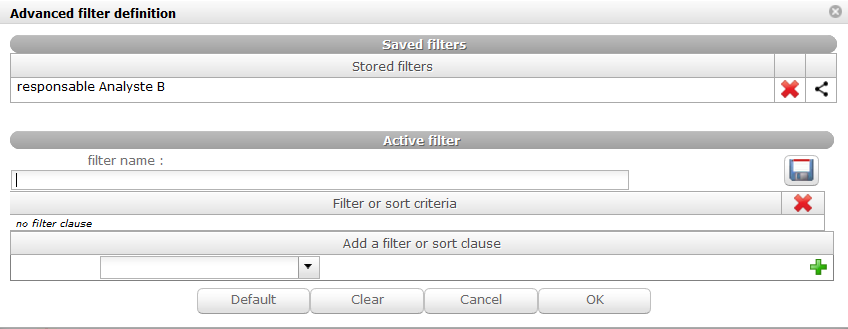 Advanced filter definition
Saved filters
Stored filters
responsable Analyste B
Active filter
filter name :
Filter or sort criteria
no filter clause
Add a filter or sort clause
Default Clear Cancel OK